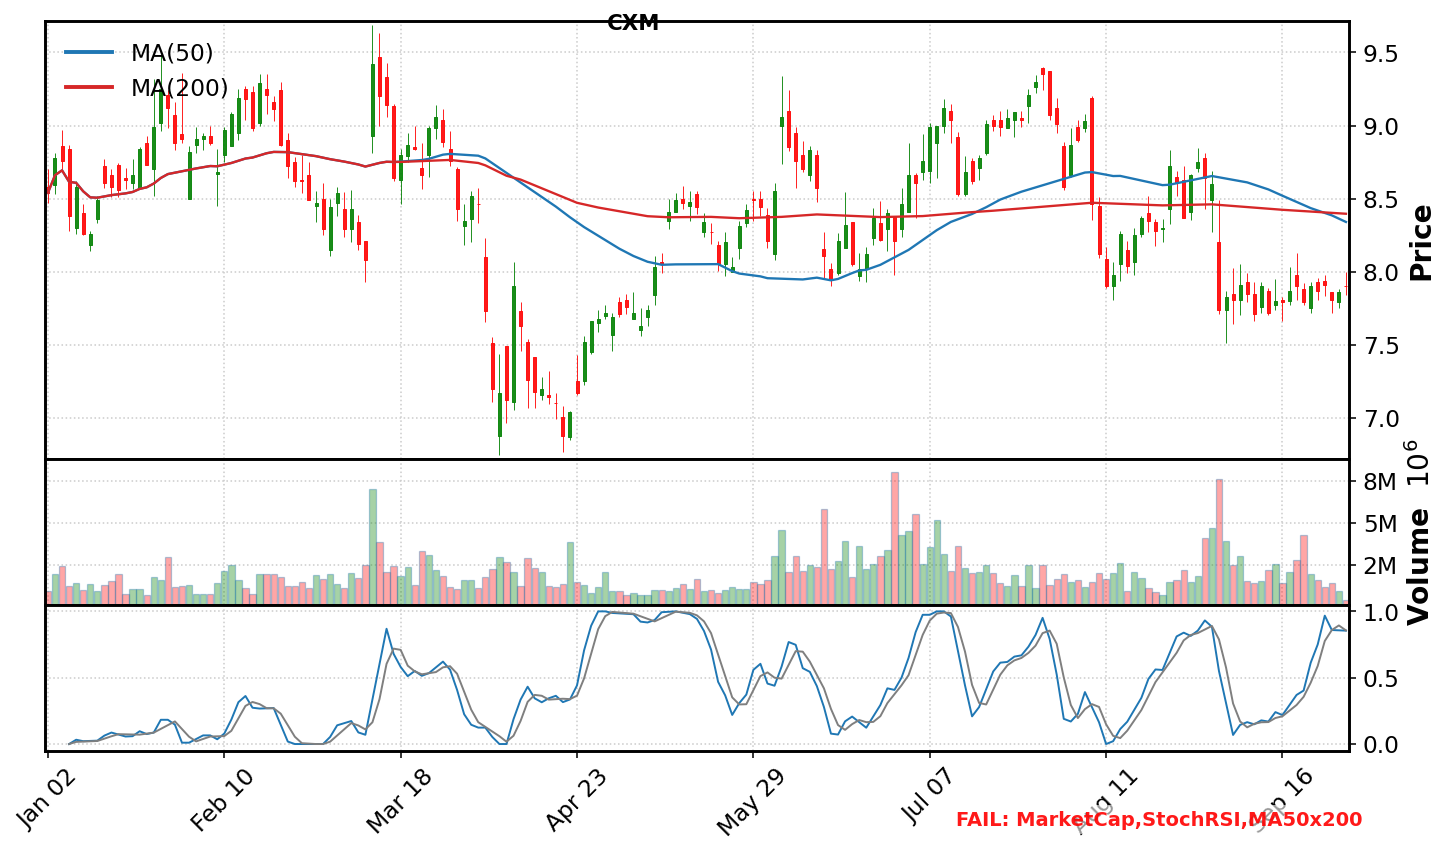 CXM
MA(50)
MA(200)
9.5
9.0
8.5
8.0
7.5
7.0
Price
8M
5M
2M
Volume 10^6
1.0
0.5
0.0
Jan 02
Feb 10
Mar 18
Apr 23
May 29
Jul 07
Aug 11
Sep 16
FAIL: MarketCap,StochRSI,MA50x200